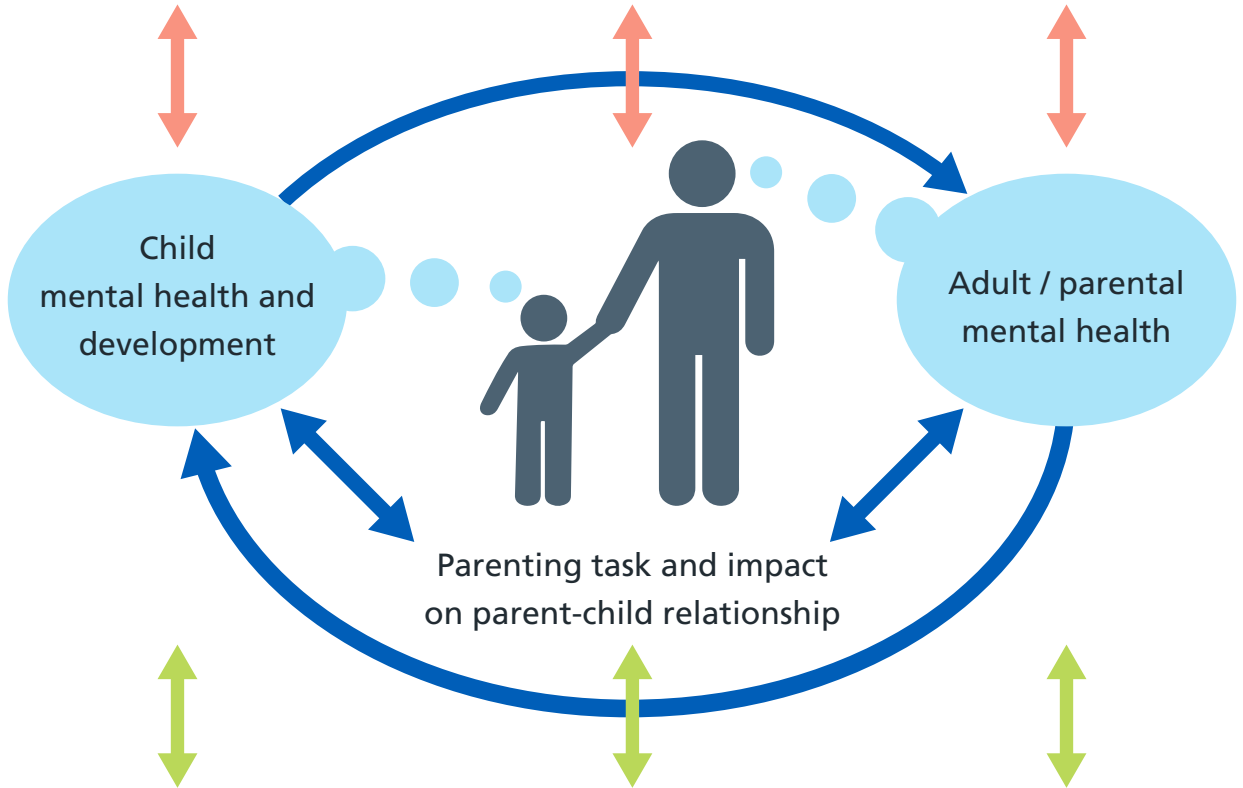 Child
mental health and
development
Adult / parental
mental health
Parenting task and impact
on parent-child relationship